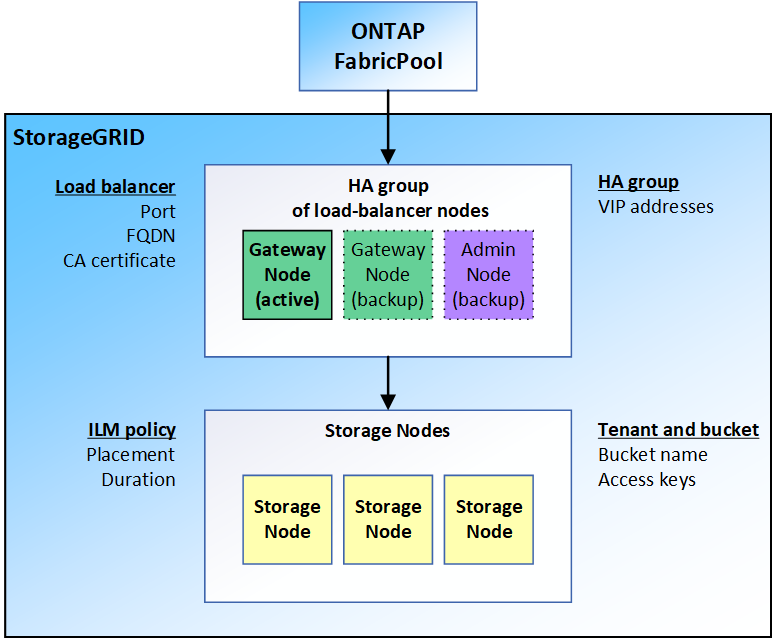 ONTAP
FabricPool
StorageGRID
Load balancer
Port
FQDN
CA certificate
HA group
of load-balancer nodes
Gateway
Node
(active)
Gateway
Node
(backup)
Admin
Node
(backup)
HA group
VIP addresses
ILM policy
Placement
Duration
Storage Nodes
Storage
Node
Storage
Node
Storage
Node
Tenant and bucket
Bucket name
Access keys